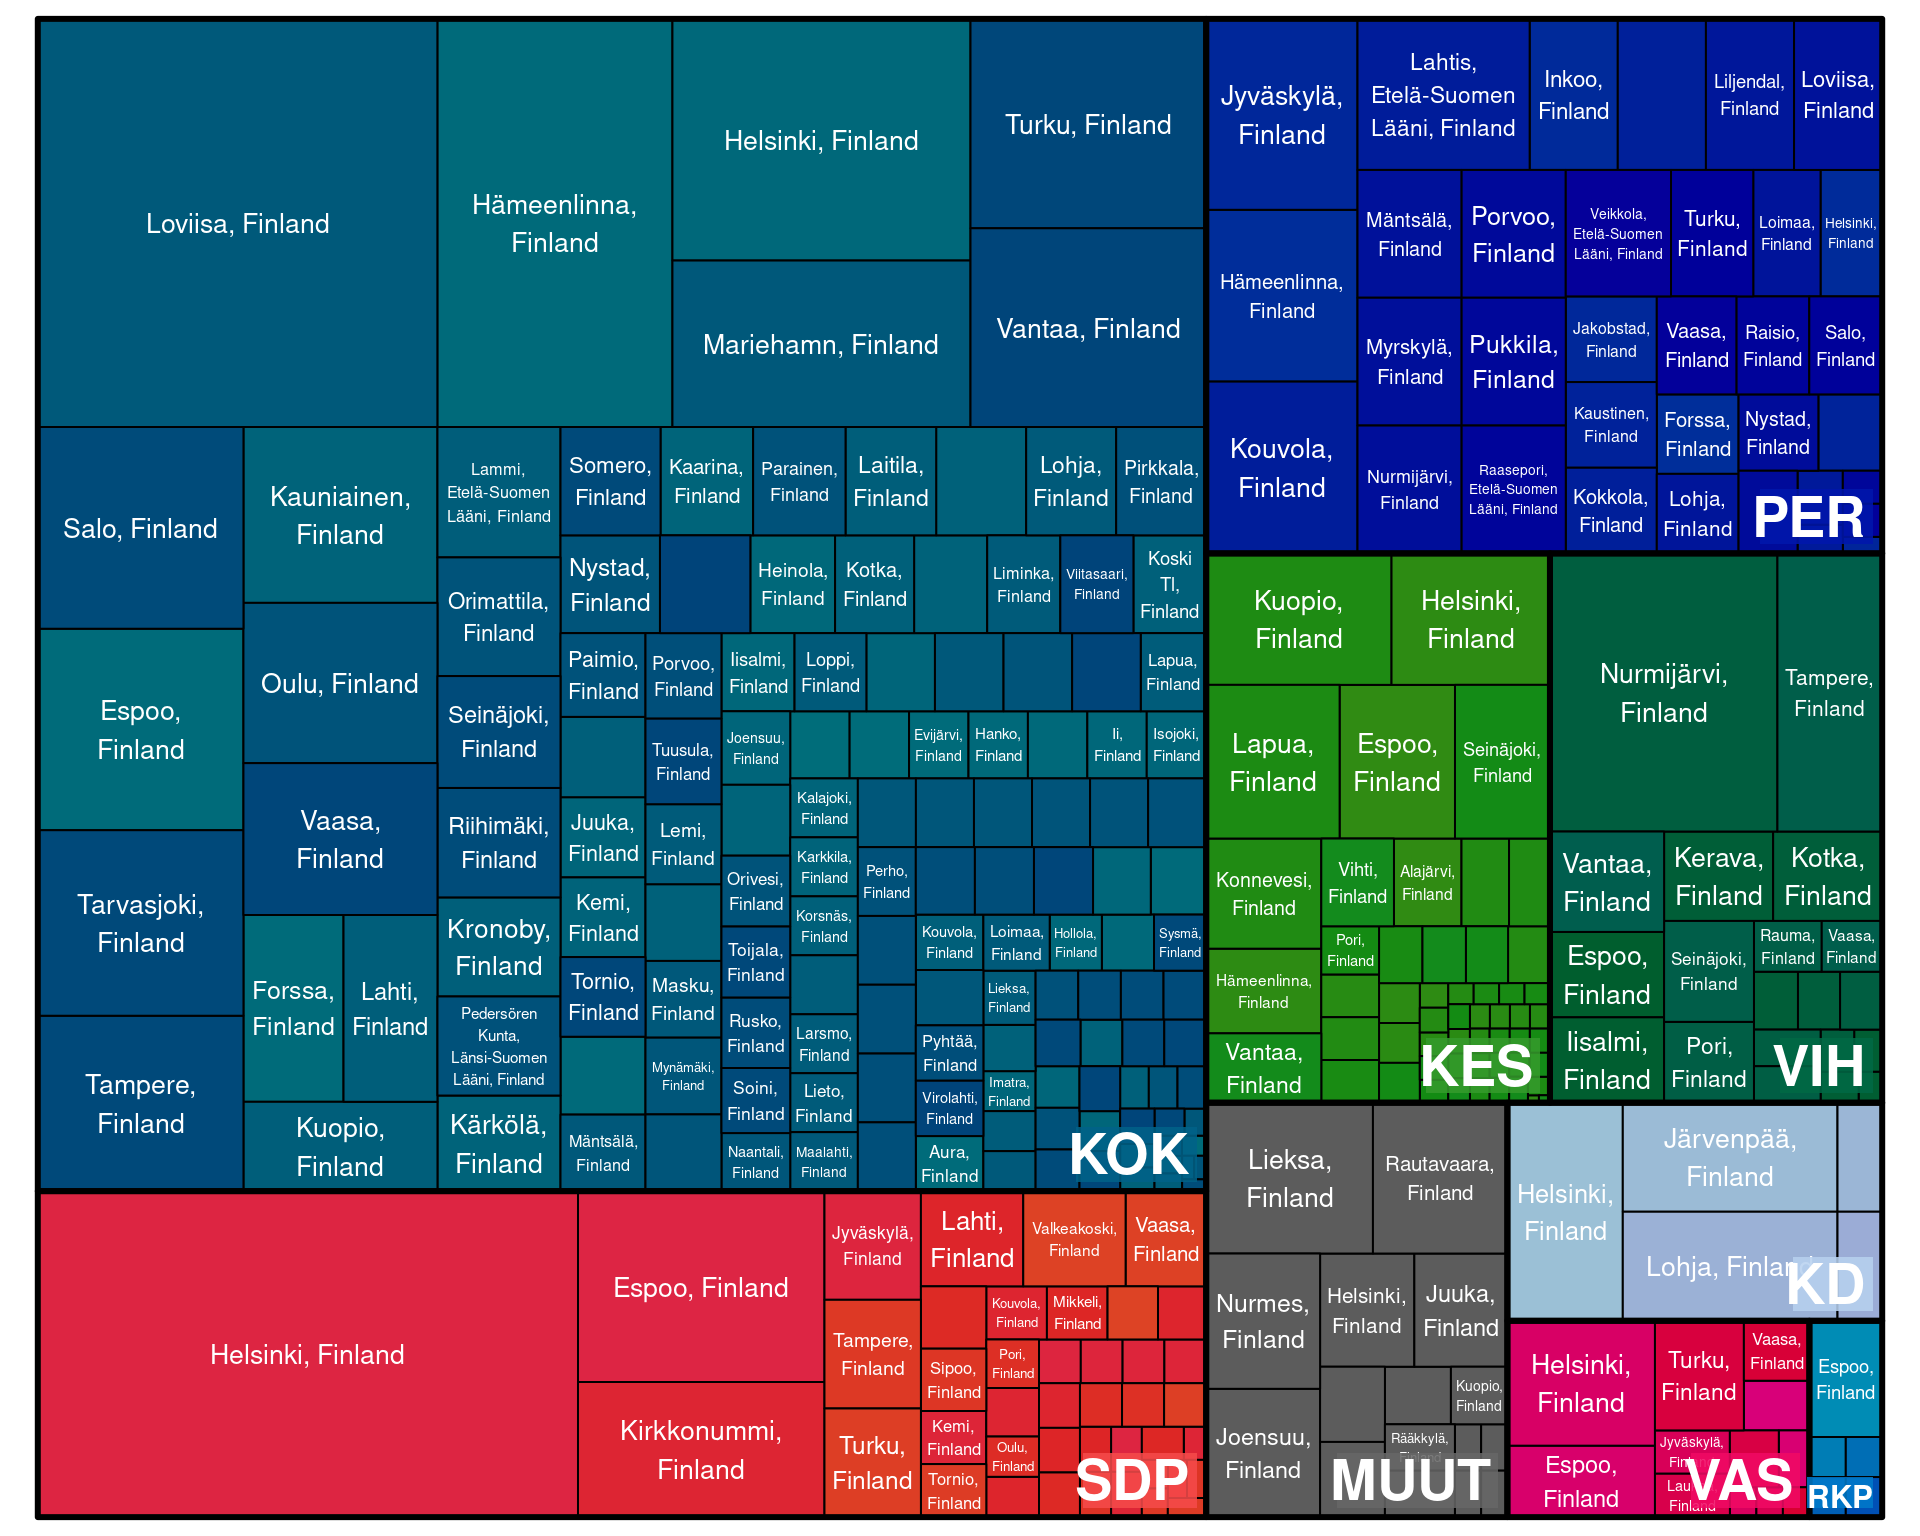 Loviisa, Finland
Hämeenlinna,
Finland
Helsinki, Finland
Mariehamn, Finland
Turku, Finland
Vantaa, Finland
Salo, Finland
Espoo,
Finland
Tarvasjoki,
Finland
Tampere,
Finland
Kauniainen,
Finland
Oulu, Finland
Vaasa,
Finland
Forssa,
Finland
Lahti,
Finland
Kuopio,
Finland
Lammi,
Etelä-Suomen
Lääni, Finland
Orimattila,
Finland
Seinäjoki,
Finland
Riihimäki,
Finland
Kronoby,
Finland
Pedersören
Kunta,
Länsi-Suomen
Lääni, Finland
Kärkölä,
Finland
Somero,
Finland
Kaarina,
Finland
Parainen,
Finland
Laitila,
Finland
Lohja,
Finland
Pirkkala,
Finland
Nystad,
Finland
Heinola,
Finland
Kotka,
Finland
Liminka,
Finland
Viitasaari,
Finland
Koski
Tl,
Finland
Paimio,
Finland
Juuka,
Finland
Kemi,
Finland
Tornio,
Finland
Mäntsälä,
Finland
Porvoo,
Finland
Tuusula,
Finland
Lemi,
Finland
Masku,
Finland
Mynämäki,
Finland
Iisalmi,
Finland
Loppi,
Finland
Lapua,
Finland
Joensuu,
Finland
Evijärvi,
Finland
Hanko,
Finland
Ii,
Finland
Isojoki,
Finland
Orivesi,
Finland
Toijala,
Finland
Rusko,
Finland
Soini,
Finland
Naantali,
Finland
Kalajoki,
Finland
Karkkila,
Finland
Korsnäs,
Finland
Larsmo,
Finland
Lieto,
Finland
Maalahti,
Finland
Perho,
Finland
Kouvola,
Finland
Loimaa,
Finland
Hollola,
Finland
Sysmä,
Finland
Lieksa,
Finland
Pyhtää,
Finland
Imatra,
Finland
Virolahti,
Finland
Aura,
Finland
KOK
Jyväskylä,
Finland
Hämeenlinna,
Finland
Kouvola,
Finland
Lahtis,
Etelä-Suomen
Lääni, Finland
Inkoo,
Finland
Liljendal,
Finland
Loviisa,
Finland
Mäntsälä,
Finland
Porvoo,
Finland
Veikkola,
Etelä-Suomen
Lääni, Finland
Turku,
Finland
Loimaa,
Finland
Helsinki,
Finland
Myrskylä,
Finland
Pukkila,
Finland
Jakobstad,
Finland
Vaasa,
Finland
Raisio,
Finland
Salo,
Finland
Kaustinen,
Finland
Forssa,
Finland
Nystad,
Finland
Nurmijärvi,
Finland
Raasepori,
Etelä-Suomen
Lääni, Finland
Kokkola,
Finland
Lohja,
Finland
PER
Kuopio,
Finland
Helsinki,
Finland
Lapua,
Finland
Espoo,
Finland
Seinäjoki,
Finland
Konnevesi,
Finland
Vihti,
Finland
Alajärvi,
Finland
Pori,
Finland
Hämeenlinna,
Finland
Vantaa,
Finland
KES
Nurmijärvi,
Finland
Tampere,
Finland
Vantaa,
Finland
Kerava,
Finland
Kotka,
Finland
Espoo,
Finland
Seinäjoki,
Finland
Rauma,
Finland
Vaasa,
Finland
Iisalmi,
Finland
Pori,
Finland
VIH
Helsinki, Finland
Espoo, Finland
Kirkkonummi,
Finland
Jyväskylä,
Finland
Tampere,
Finland
Turku,
Finland
Lahti,
Finland
Valkeakoski,
Finland
Vaasa,
Finland
Kouvola,
Finland
Mikkeli,
Finland
Sipoo,
Finland
Pori,
Finland
Kemi,
Finland
Oulu,
Finland
Tornio,
Finland
SDP
Lieksa,
Finland
Rautavaara,
Finland
Nurmes,
Finland
Helsinki,
Finland
Juuka,
Finland
Joensuu,
Finland
Kuopio,
Finland
Rääkkylä,
Finland
MUUT
Helsinki,
Finland
Järvenpää,
Finland
Lohja, Finland
KD
Helsinki,
Finland
Espoo,
Finland
Turku,
Finland
Vaasa,
Finland
Jyväskylä,
Finland
Finland
VAS
Espoo,
Finland
RKP